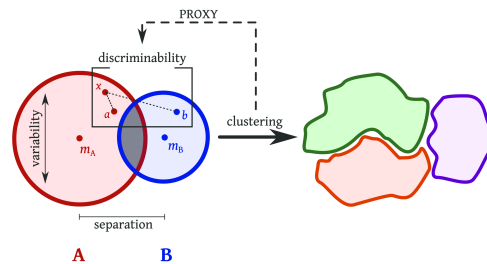 PROXY
discriminability
x
a
b
variability
m_A
m_B
clustering
separation
A
B